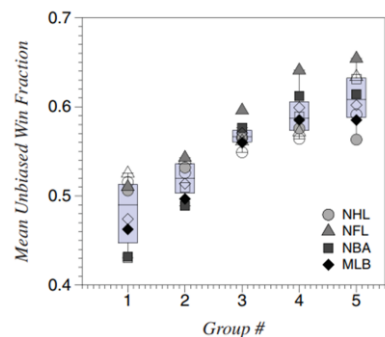 0.7
0.6
0.5
0.4
Mean Unbiased Win Fraction
NHL
NFL
NBA
MLB
1 2 3 4 5
Group #